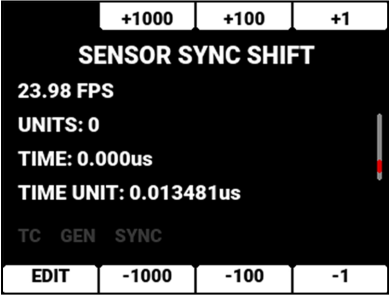 +1000 +100 +1
SENSOR SYNC SHIFT
23.98 FPS
UNITS: 0
TIME: 0.000us
TIME UNIT: 0.013481us
TC GEN SYNC
EDIT -1000 -100 -1